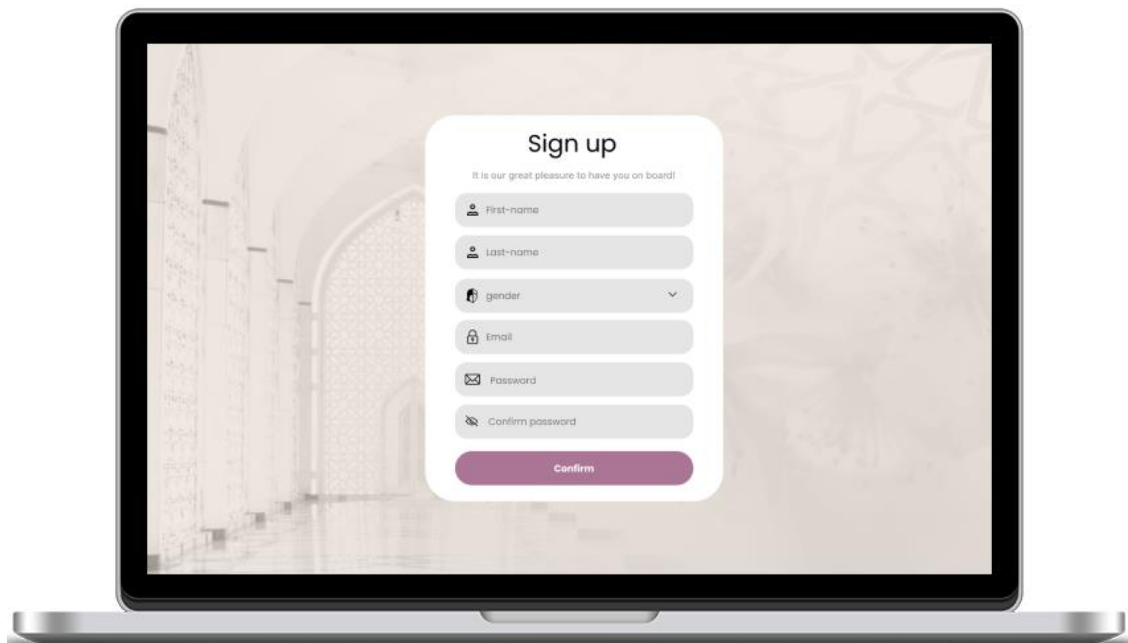 Sign up
It is our great pleasure to have you on board!
First-name
Last-name
gender
Email
Password
Confirm password
Confirm